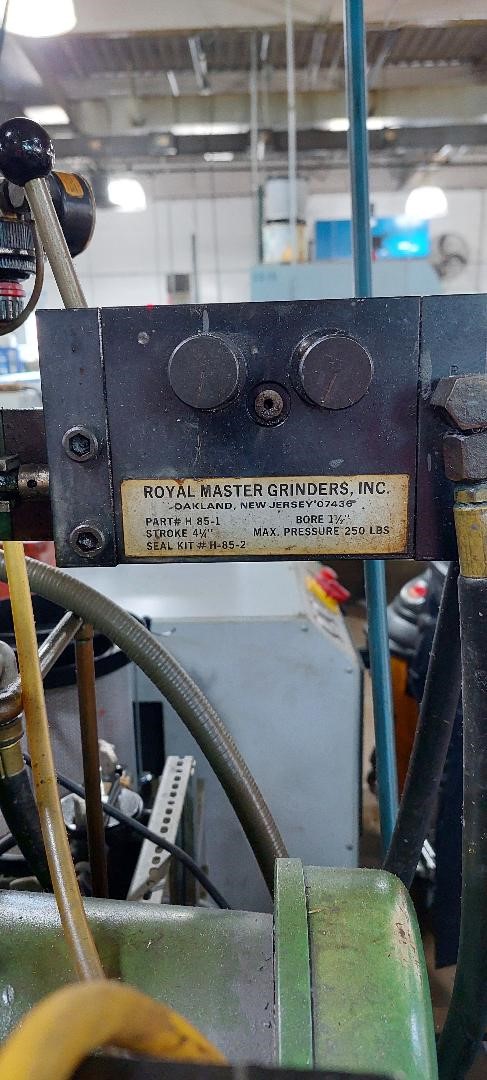 ROYAL MASTER GRINDERS, INC.
OAKLAND, NEW JERSEY 07436
PART# H 85-1 BORE 1½"
STROKE 4½" MAX. PRESSURE 250 LBS
SEAL KIT # H-85-2